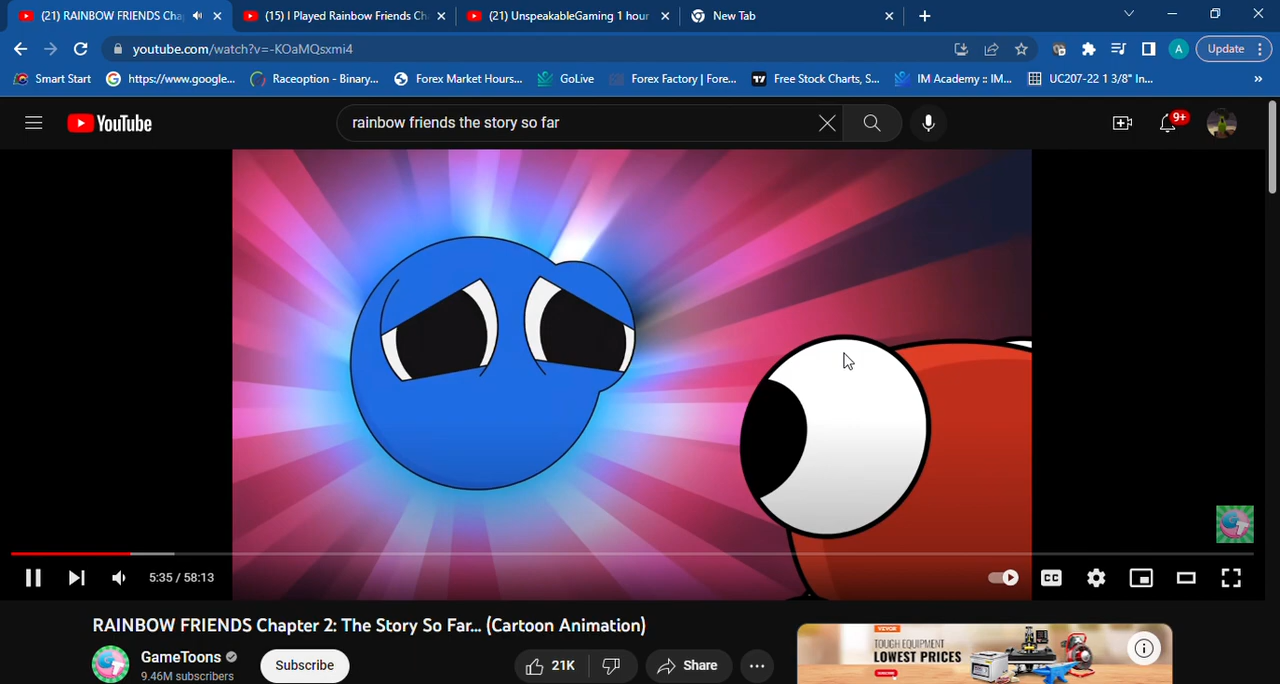 (21) RAINBOW FRIENDS Cha
(15) I Played Rainbow Friends Ch
(21) UnspeakableGaming 1 hour
New Tab
youtube.com/watch?v=-KOaMQsxmi4
A
Update
Smart Start
https://www.google...
Raceoption - Binary...
Forex Market Hours...
GoLive
Forex Factory | Fore...
Free Stock Charts, S...
IM Academy :: IM...
UC207-22 1 3/8" In...
YouTube
rainbow friends the story so far
9+
5:35 / 58:13
CC
RAINBOW FRIENDS Chapter 2: The Story So Far... (Cartoon Animation)
GameToons
9.46M subscribers
Subscribe
21K
Share
VEVOR
TOUGH EQUIPMENT
LOWEST PRICES